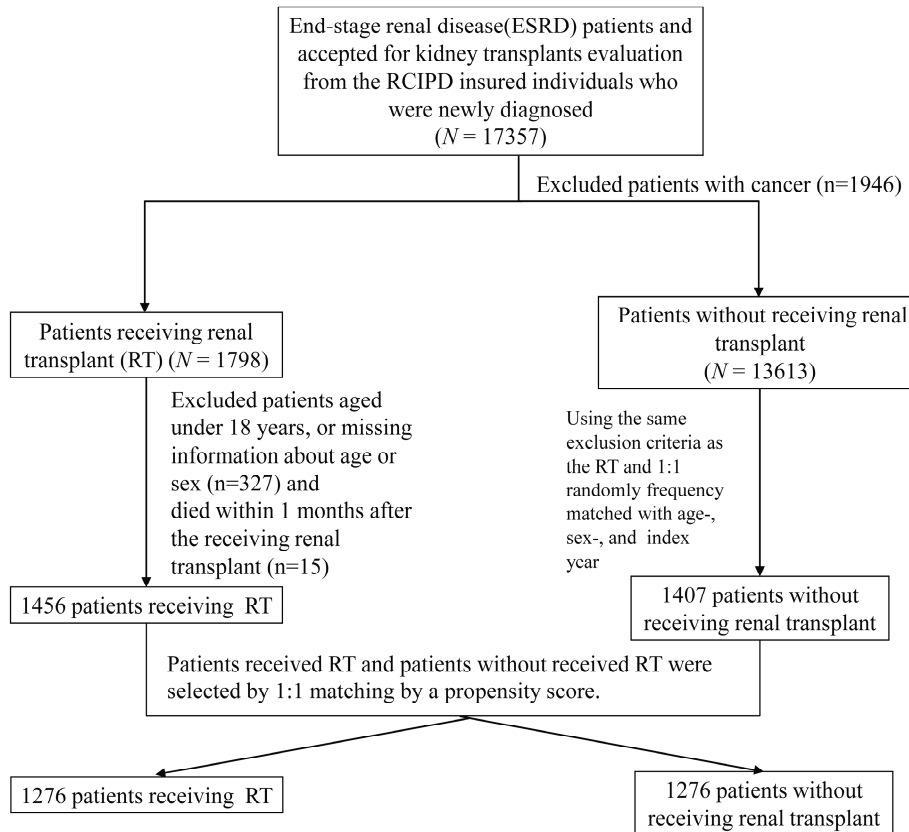 End-stage renal disease(ESRD) patients and
accepted for kidney transplants evaluation
from the RCIPD insured individuals who
were newly diagnosed
(N = 17357)
Excluded patients with cancer (n=1946)
Patients receiving renal
transplant (RT) (N = 1798)
Patients without receiving renal
transplant
(N = 13613)
Excluded patients aged
under 18 years, or missing
information about age or
sex (n=327) and
died within 1 months after
the receiving renal
transplant (n=15)
Using the same
exclusion criteria as
the RT and 1:1
randomly frequency
matched with age-,
sex-, and index
year
1456 patients receiving RT
1407 patients without
receiving renal transplant
Patients received RT and patients without received RT were
selected by 1:1 matching by a propensity score.
1276 patients receiving RT
1276 patients without
receiving renal transplant